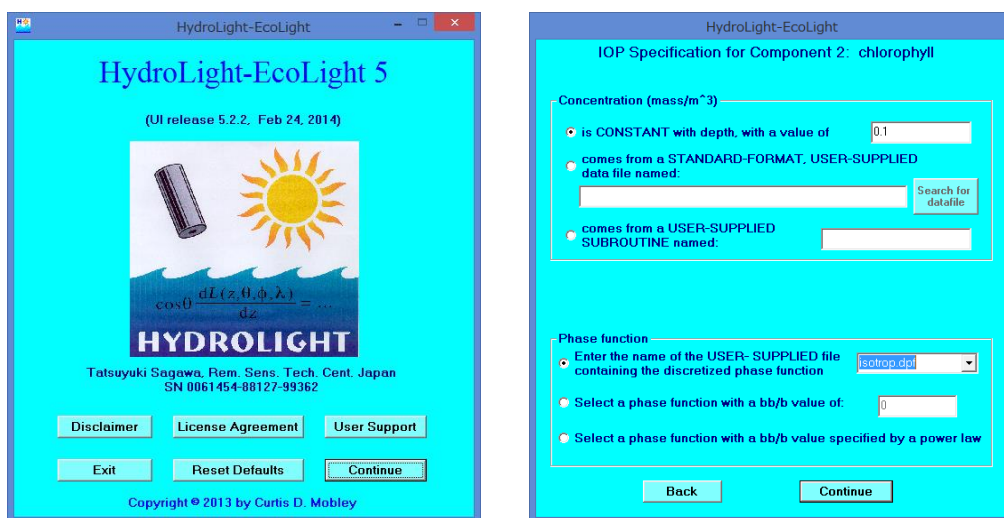 HydroLight-EcoLight
HydroLight-EcoLight 5
(UI release 5.2.2, Feb 24, 2014)
cosθ dL(z,θ,ϕ,λ)/dz = ...
HYDROLIGHT
Tatsuyuki Sagawa, Rem. Sens. Tech. Cent. Japan
SN 0061454-88127-99362
Disclaimer
License Agreement
User Support
Exit
Reset Defaults
Continue
Copyright © 2013 by Curtis D. Mobley
HydroLight-EcoLight
IOP Specification for Component 2: chlorophyll
Concentration (mass/m^3)
is CONSTANT with depth, with a value of
0.1
comes from a STANDARD-FORMAT, USER-SUPPLIED
data file named:
Search for
datafile
comes from a USER-SUPPLIED
SUBROUTINE named:
Phase function
Enter the name of the USER- SUPPLIED file
containing the discretized phase function
isotrop.dpf
Select a phase function with a bb/b value of:
0
Select a phase function with a bb/b value specified by a power law
Back
Continue